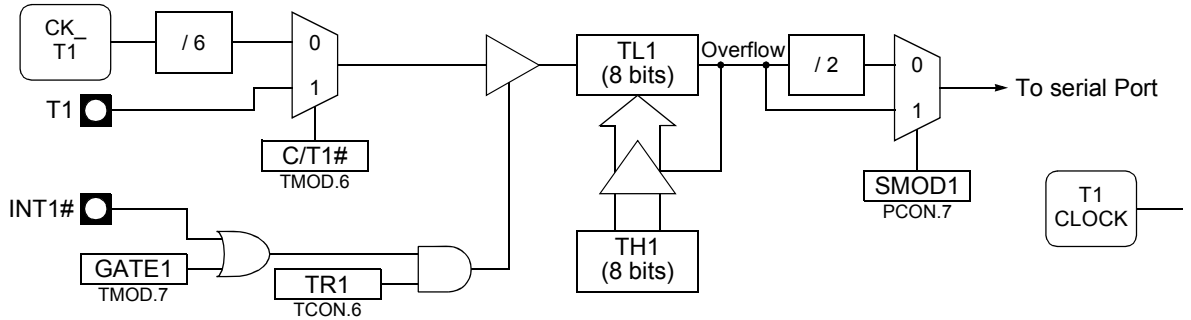 CK_
T1
/ 6
0
1
T1
C/T1#
TMOD.6
INT1#
GATE1
TMOD.7
TR1
TCON.6
TL1
(8 bits)
Overflow
TH1
(8 bits)
/ 2
0
1
To serial Port
SMOD1
PCON.7
T1
CLOCK